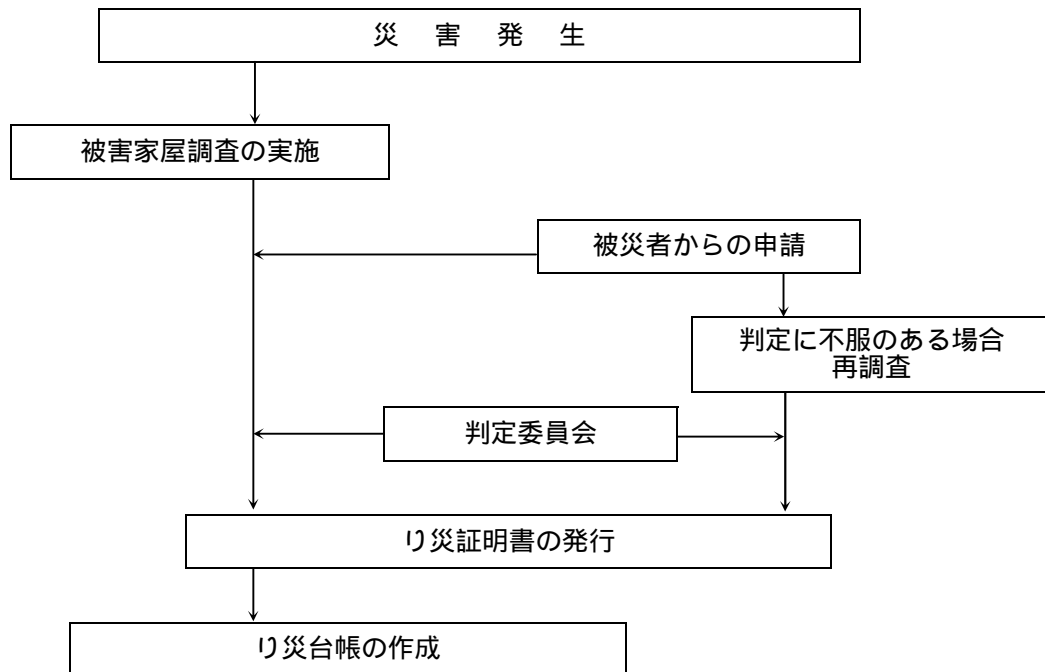 災 害 発 生
被害家屋調査の実施
被災者からの申請
判定に不服のある場合
再調査
判定委員会
り災証明書の発行
り災台帳の作成